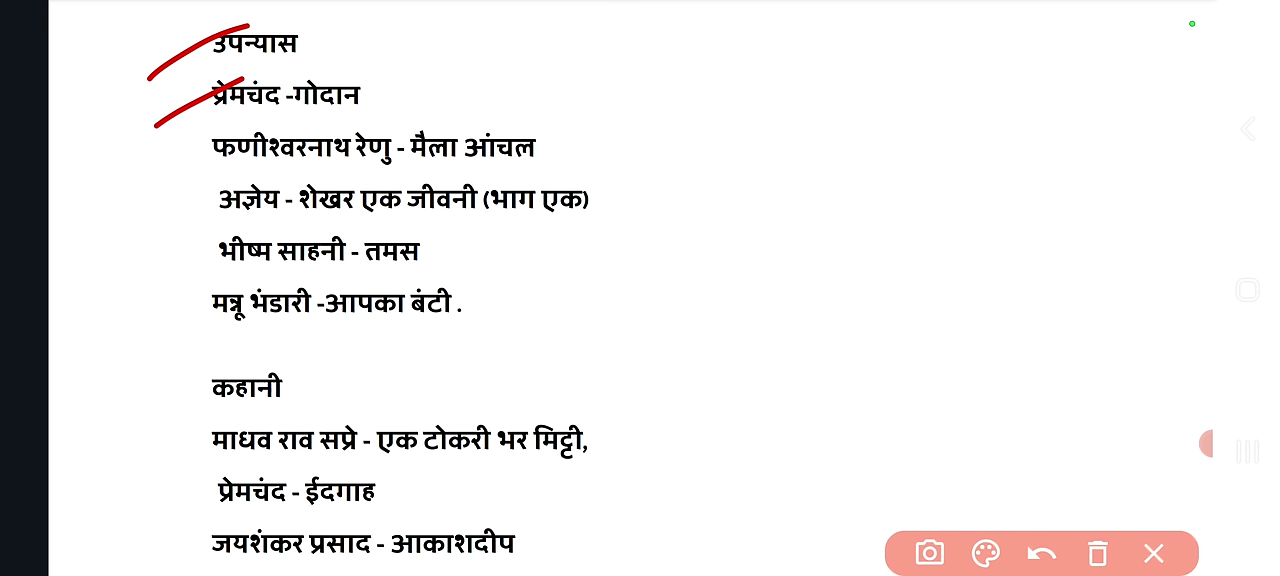 उपन्यास
प्रेमचंद -गोदान
फणीश्वरनाथ रेणु - मैला आंचल
अज्ञेय - शेखर एक जीवनी (भाग एक)
भीष्म साहनी - तमस
मन्नू भंडारी -आपका बंटी .
कहानी
माधव राव सप्रे - एक टोकरी भर मिट्टी,
प्रेमचंद - ईदगाह
जयशंकर प्रसाद - आकाशदीप